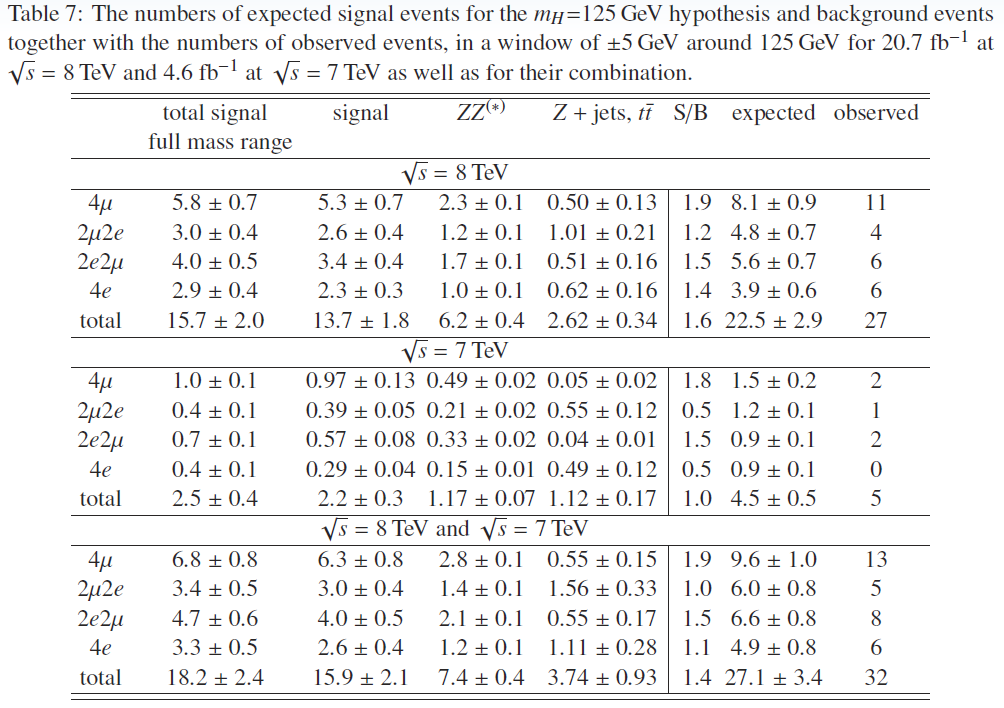 Table 7: The numbers of expected signal events for the m_H=125 GeV hypothesis and background events
together with the numbers of observed events, in a window of ±5 GeV around 125 GeV for 20.7 fb⁻¹ at
√s = 8 TeV and 4.6 fb⁻¹ at √s = 7 TeV as well as for their combination.
total signal signal ZZ(*) Z + jets, tt̄ S/B expected observed
full mass range
√s = 8 TeV
4μ 5.8 ± 0.7 5.3 ± 0.7 2.3 ± 0.1 0.50 ± 0.13 1.9 8.1 ± 0.9 11
2μ2e 3.0 ± 0.4 2.6 ± 0.4 1.2 ± 0.1 1.01 ± 0.21 1.2 4.8 ± 0.7 4
2e2μ 4.0 ± 0.5 3.4 ± 0.4 1.7 ± 0.1 0.51 ± 0.16 1.5 5.6 ± 0.7 6
4e 2.9 ± 0.4 2.3 ± 0.3 1.0 ± 0.1 0.62 ± 0.16 1.4 3.9 ± 0.6 6
total 15.7 ± 2.0 13.7 ± 1.8 6.2 ± 0.4 2.62 ± 0.34 1.6 22.5 ± 2.9 27
√s = 7 TeV
4μ 1.0 ± 0.1 0.97 ± 0.13 0.49 ± 0.02 0.05 ± 0.02 1.8 1.5 ± 0.2 2
2μ2e 0.4 ± 0.1 0.39 ± 0.05 0.21 ± 0.02 0.55 ± 0.12 0.5 1.2 ± 0.1 1
2e2μ 0.7 ± 0.1 0.57 ± 0.08 0.33 ± 0.02 0.04 ± 0.01 1.5 0.9 ± 0.1 2
4e 0.4 ± 0.1 0.29 ± 0.04 0.15 ± 0.01 0.49 ± 0.12 0.5 0.9 ± 0.1 0
total 2.5 ± 0.4 2.2 ± 0.3 1.17 ± 0.07 1.12 ± 0.17 1.0 4.5 ± 0.5 5
√s = 8 TeV and √s = 7 TeV
4μ 6.8 ± 0.8 6.3 ± 0.8 2.8 ± 0.1 0.55 ± 0.15 1.9 9.6 ± 1.0 13
2μ2e 3.4 ± 0.5 3.0 ± 0.4 1.4 ± 0.1 1.56 ± 0.33 1.0 6.0 ± 0.8 5
2e2μ 4.7 ± 0.6 4.0 ± 0.5 2.1 ± 0.1 0.55 ± 0.17 1.5 6.6 ± 0.8 8
4e 3.3 ± 0.5 2.6 ± 0.4 1.2 ± 0.1 1.11 ± 0.28 1.1 4.9 ± 0.8 6
total 18.2 ± 2.4 15.9 ± 2.1 7.4 ± 0.4 3.74 ± 0.93 1.4 27.1 ± 3.4 32